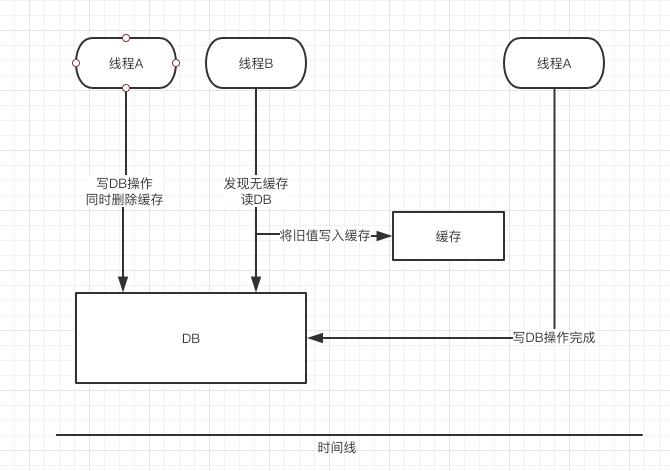 线程A
线程B
线程A
写DB操作
同时删除缓存
发现无缓存
读DB
将旧值写入缓存
缓存
DB
写DB操作完成
时间线